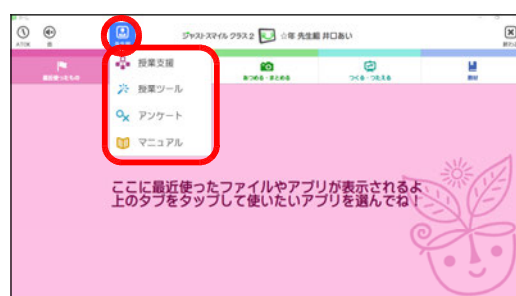 ATOK
音
ジャストスマイル クラス2
☆年 先生組 井口あい
終わる
授業支援
授業ツール
アンケート
マニュアル
最近使ったもの
あつめる・まとめる
つくる・つたえる
教材
ここに最近使ったファイルやアプリが表示されるよ
上のタブをタップして使いたいアプリを選んでね！